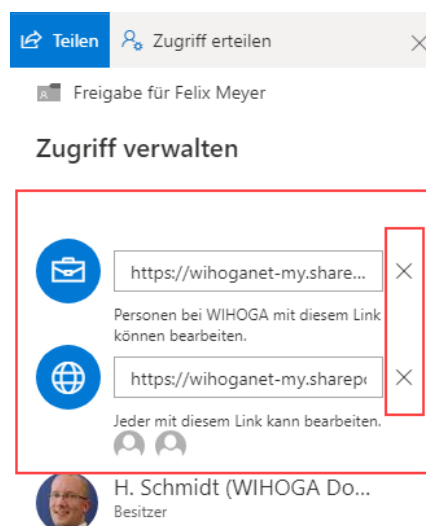 Teilen Zugriff erteilen
Freigabe für Felix Meyer
Zugriff verwalten
https://wihoganet-my.share...
Personen bei WIHOGA mit diesem Link
können bearbeiten.
https://wihoganet-my.sharep
Jeder mit diesem Link kann bearbeiten.
H. Schmidt (WIHOGA Do...
Besitzer